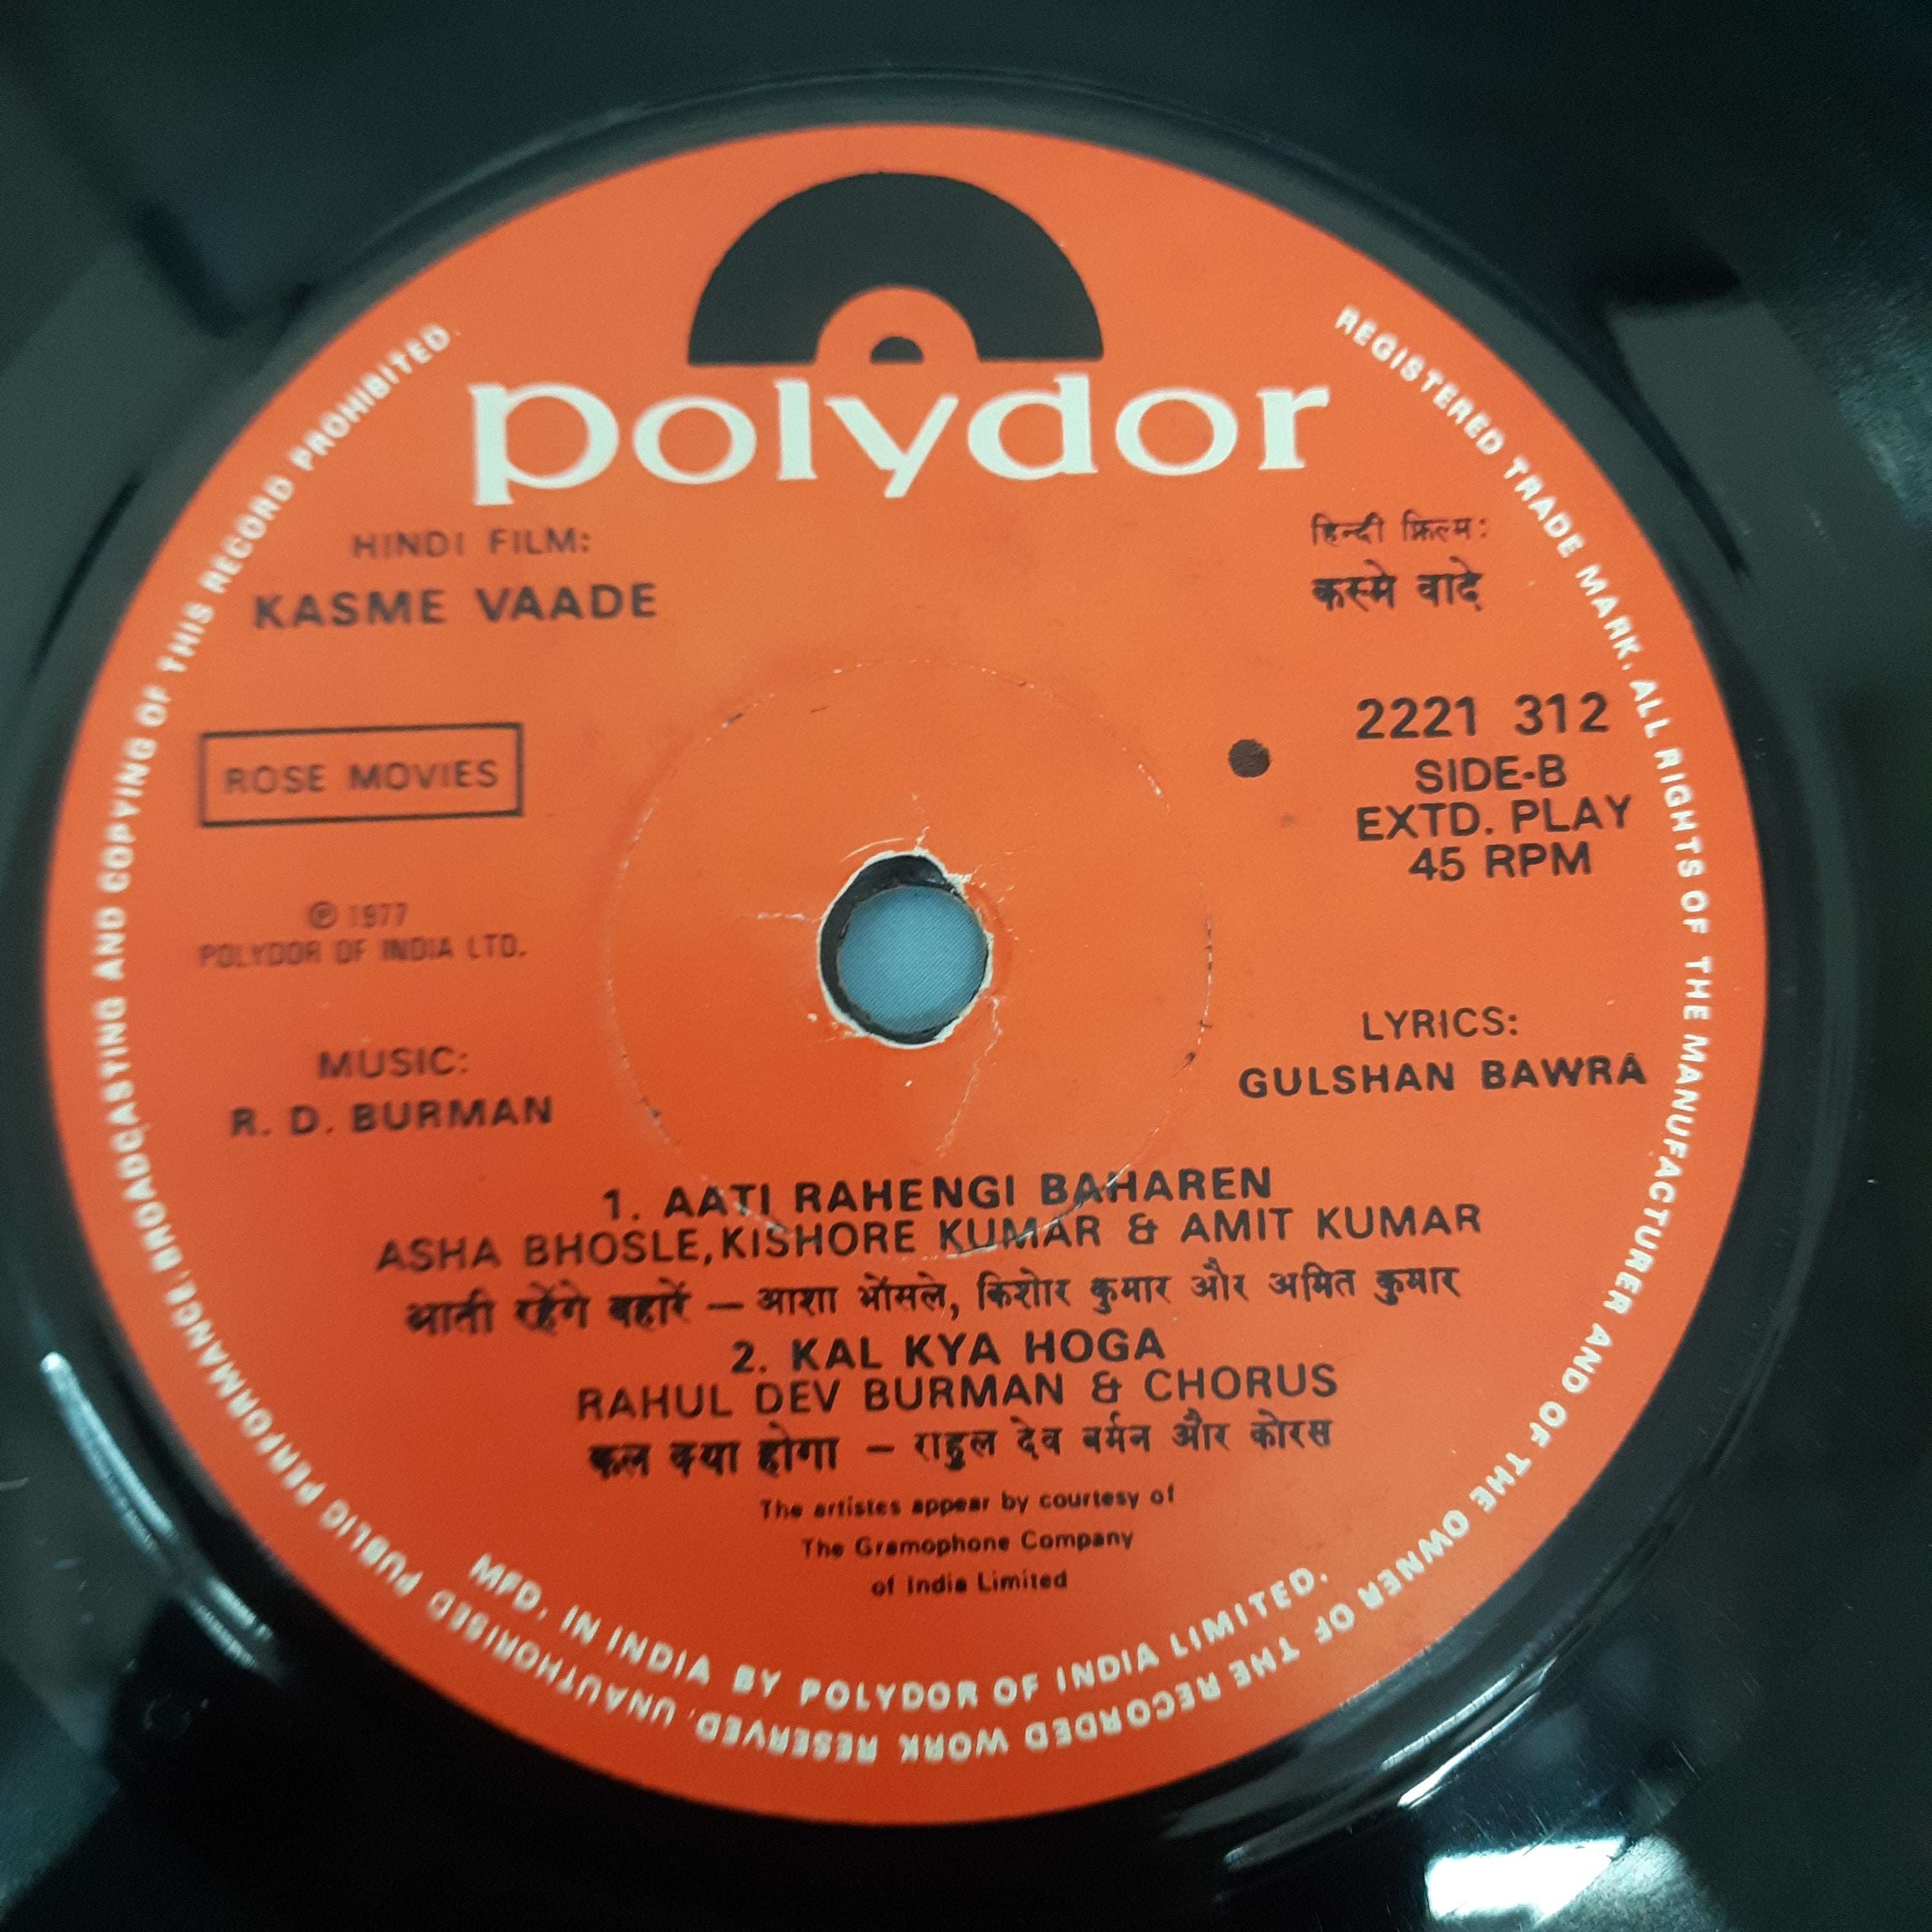 polydor
HINDI FILM:
KASME VAADE
हिन्दी फ़िल्म:
कस्मे वादे
ROSE MOVIES
2221 312
SIDE-B
EXTD. PLAY
45 RPM
℗ 1977
POLYDOR OF INDIA LTD.
MUSIC:
R. D. BURMAN
LYRICS:
GULSHAN BAWRA
1. AATI RAHENGI BAHAREN
ASHA BHOSLE, KISHORE KUMAR & AMIT KUMAR
आती रहेंगे बहारें — आशा भोंसले, किशोर कुमार और अमित कुमार
2. KAL KYA HOGA
RAHUL DEV BURMAN & CHORUS
कल क्या होगा — राहुल देव बर्मन और कोरस
The artistes appear by courtesy of
The Gramophone Company
of India Limited
MFD. IN INDIA BY POLYDOR OF INDIA LIMITED.
REGISTERED TRADE MARK. ALL RIGHTS OF THE MANUFACTURER AND OF THE OWNER OF THE RECORDED WORK RESERVED. UNAUTHORISED PUBLIC PERFORMANCE, BROADCASTING AND COPYING OF THIS RECORD PROHIBITED.